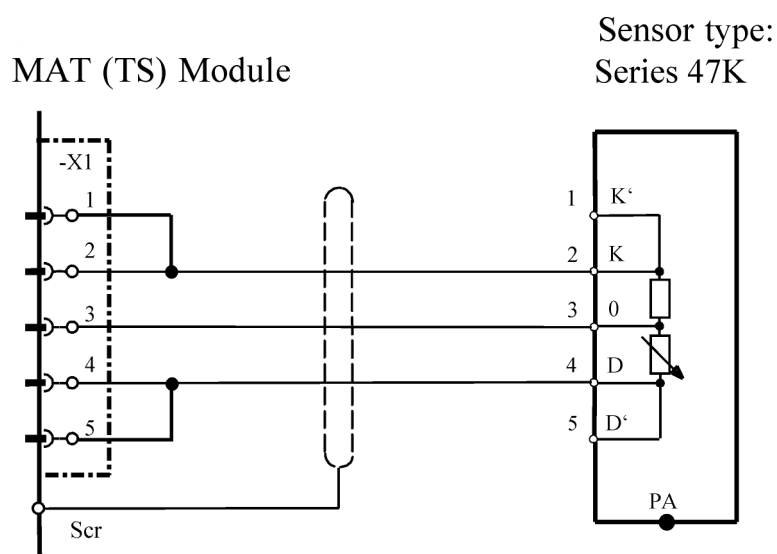 Sensor type:
MAT (TS) Module
Series 47K
-X1
1
2
3
4
5
Scr
1 K‘
2 K
3 0
4 D
5 D‘
PA